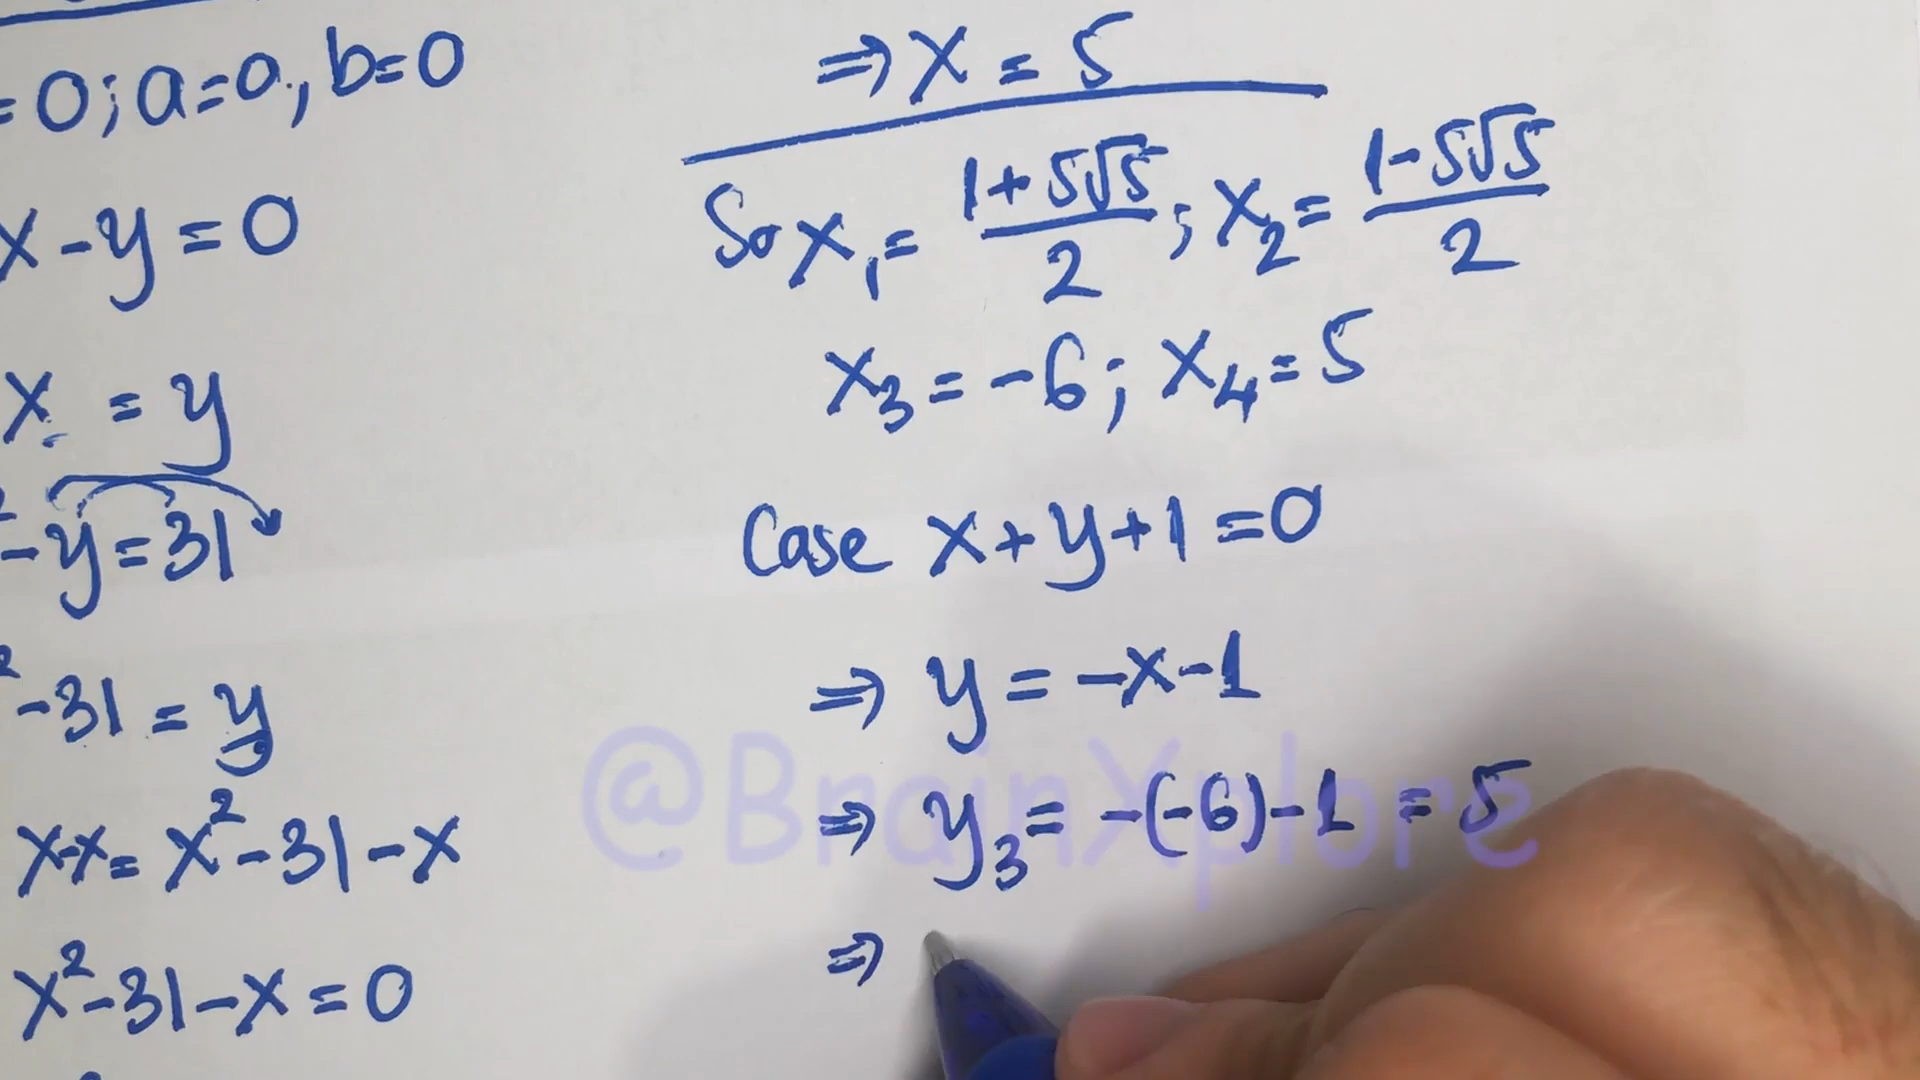 =0; a=0, b=0
x-y=0
x=y
-y=31
²-31=y
x-x=x²-31-x
x²-31-x=0
⇒x=5
So x₁=(1+5√5)/2; x₂=(1-5√5)/2
x₃=-6; x₄=5
Case x+y+1=0
⇒ y=-x-1
⇒ y₃=-(-6)-1=5
⇒
@BrainXplore